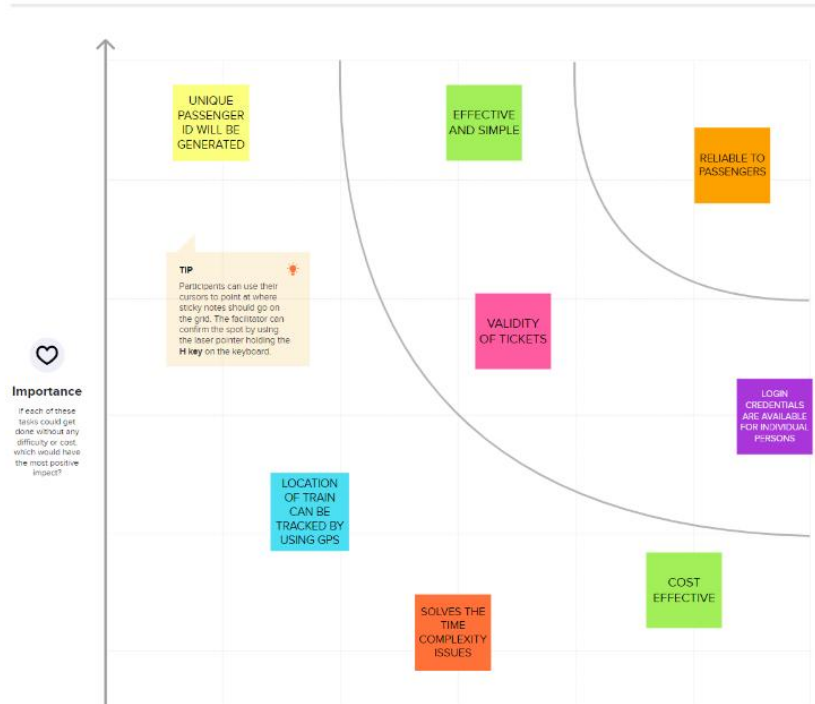 UNIQUE
PASSENGER
ID WILL BE
GENERATED
EFFECTIVE
AND SIMPLE
RELIABLE TO
PASSENGERS
TIP
Participants can use their
cursors to point at where
sticky notes should go on
the grid. The facilitator can
confirm the spot by using
the laser pointer holding the
H key on the keyboard.
VALIDITY
OF TICKETS
Importance
If each of these
tasks could get
done without any
difficulty or cost,
which would have
the most positive
impact?
LOGIN
CREDENTIALS
ARE AVAILABLE
FOR INDIVIDUAL
PERSONS
LOCATION
OF TRAIN
CAN BE
TRACKED BY
USING GPS
COST
EFFECTIVE
SOLVES THE
TIME
COMPLEXITY
ISSUES